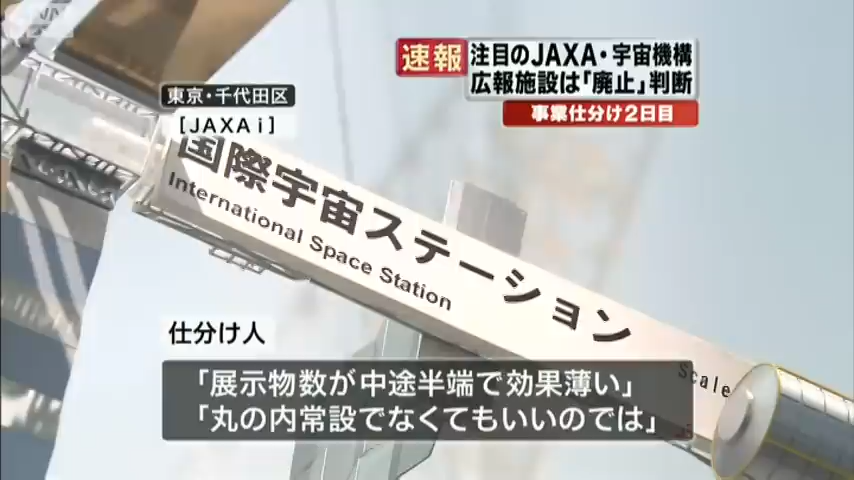 速報
注目のJAXA・宇宙機構
広報施設は「廃止」判断
事業仕分け2日目
東京・千代田区
[JAXAi]
国際宇宙ステーション
International Space Station
Scale
仕分け人
「展示物数が中途半端で効果薄い」
「丸の内常設でなくてもいいのでは」